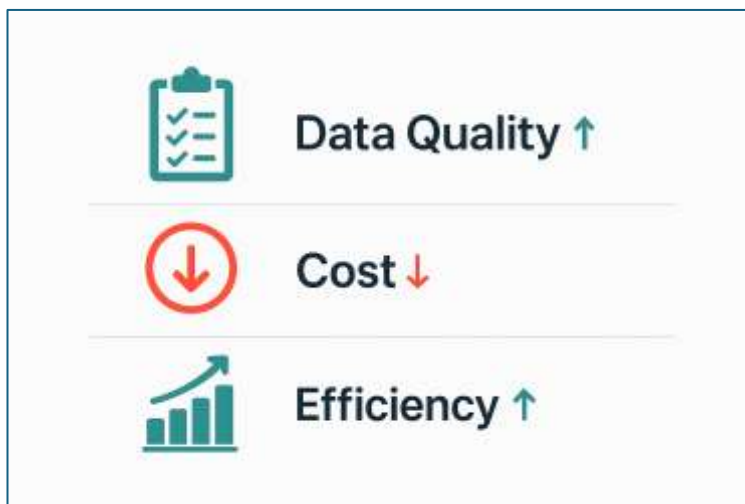 Data Quality ↑
Cost ↓
Efficiency ↑